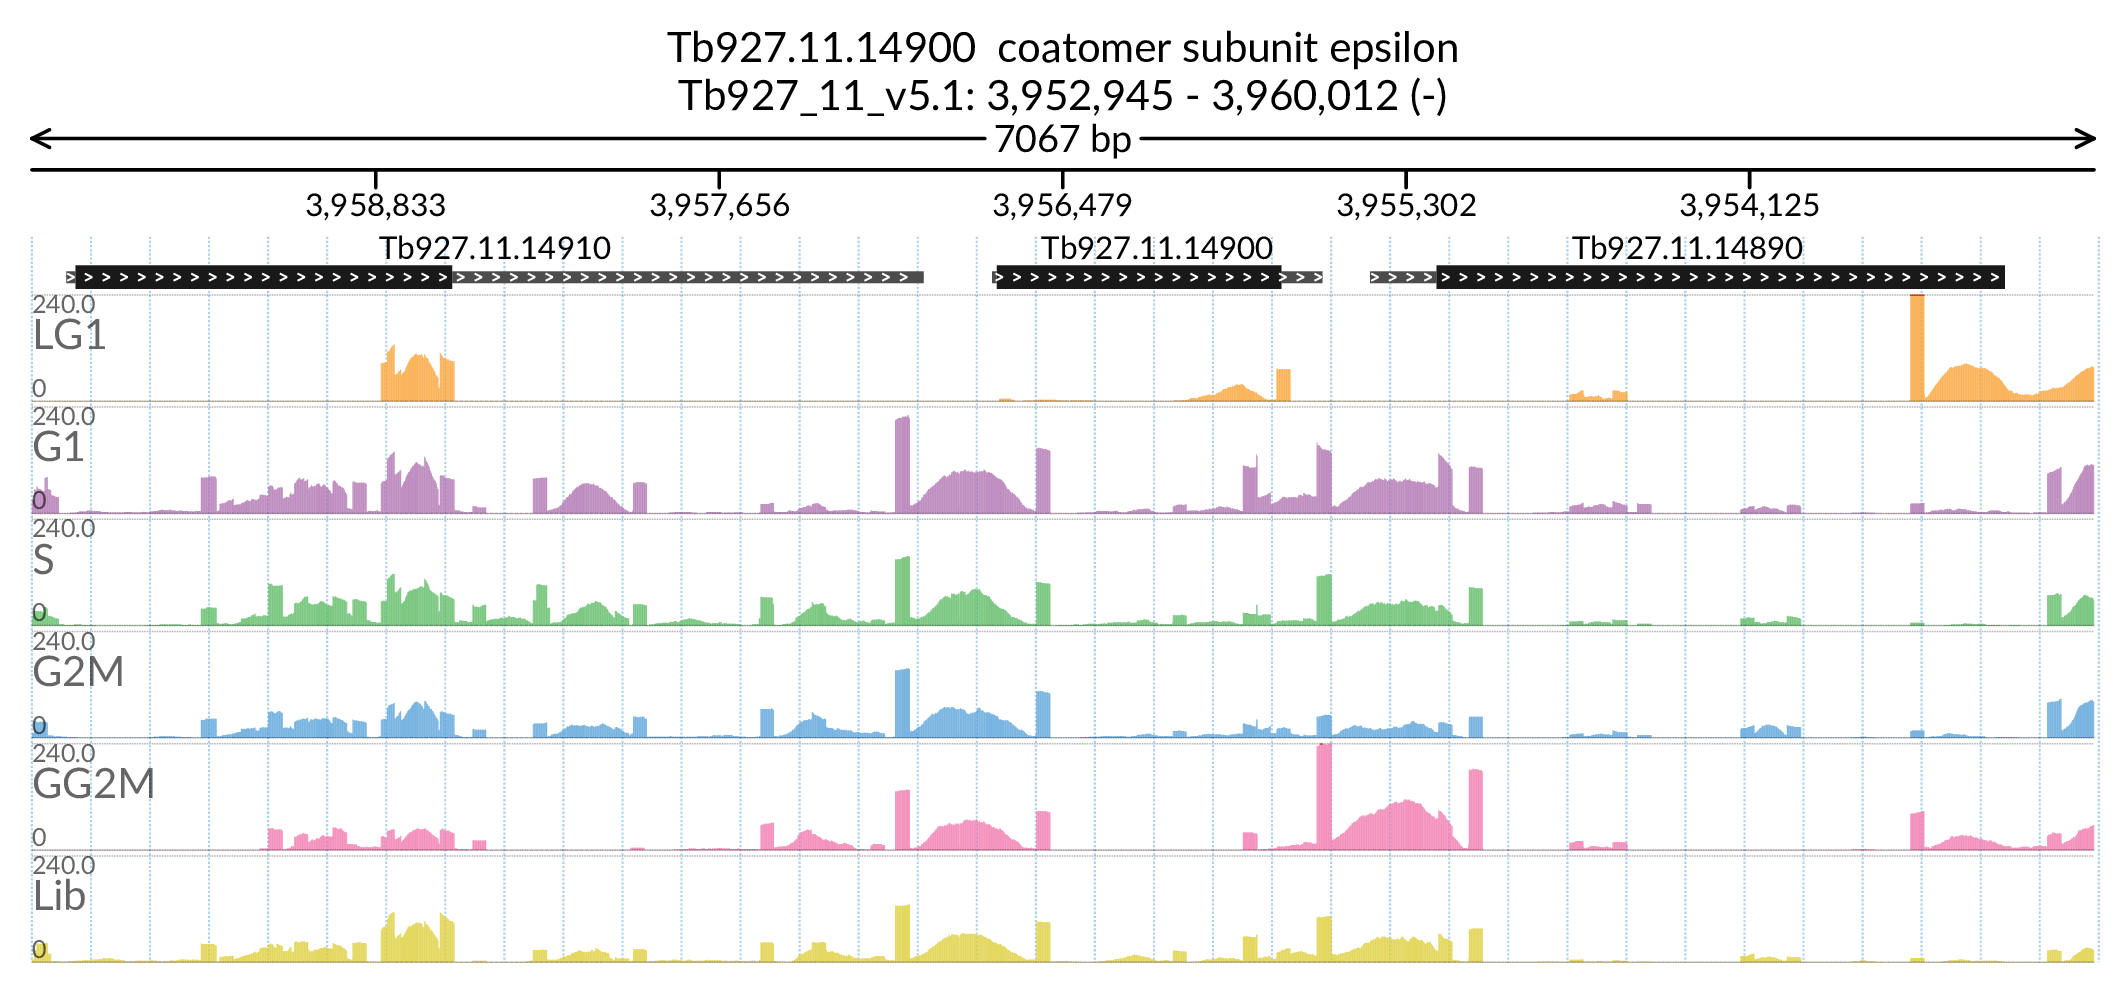 Tb927.11.14900  coatomer subunit epsilon
Tb927_11_v5.1: 3,952,945 - 3,960,012 (-)
7067 bp
3,958,833 3,957,656 3,956,479 3,955,302 3,954,125
Tb927.11.14910 Tb927.11.14900 Tb927.11.14890
240.0
LG1
0
240.0
G1
0
240.0
S
0
240.0
G2M
0
240.0
GG2M
0
240.0
Lib
0